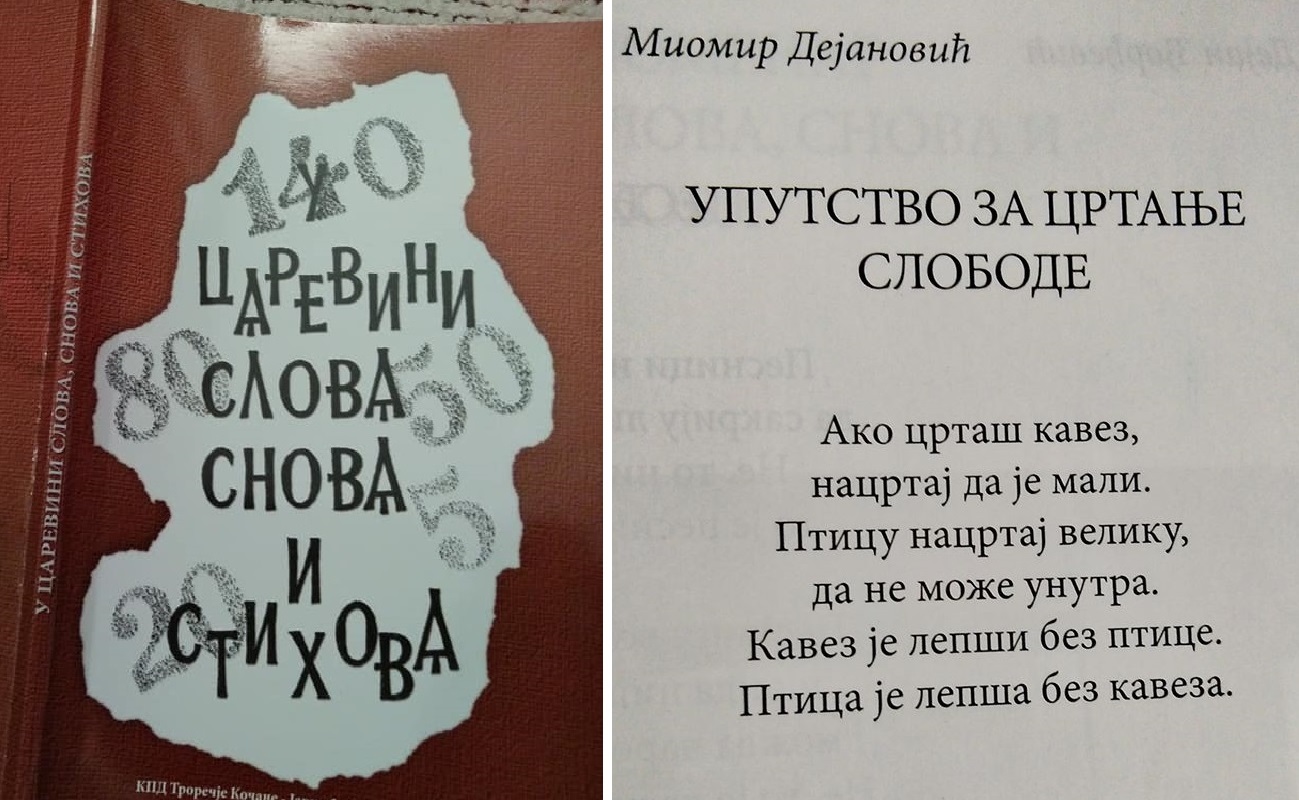 У ЦАРЕВИНИ СЛОВА, СНОВА И СТИХОВА
140
У
ЦАРЕВИНИ
80
СЛОВА
50
СНОВА
5
И
20
СТИХОВА
КПД Троречје Кочане
Миомир Дејановић
УПУТСТВО ЗА ЦРТАЊЕ
СЛОБОДЕ
Ако црташ кавез,
нацртај да је мали.
Птицу нацртај велику,
да не може унутра.
Кавез је лепши без птице.
Птица је лепша без кавеза.